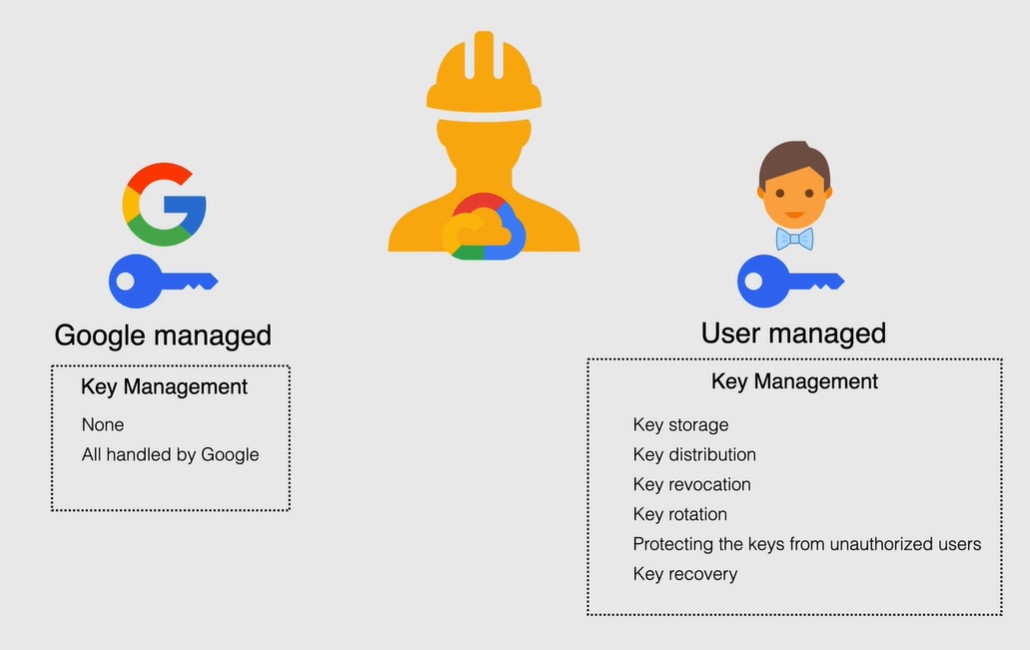 Google managed
Key Management
None
All handled by Google
User managed
Key Management
Key storage
Key distribution
Key revocation
Key rotation
Protecting the keys from unauthorized users
Key recovery